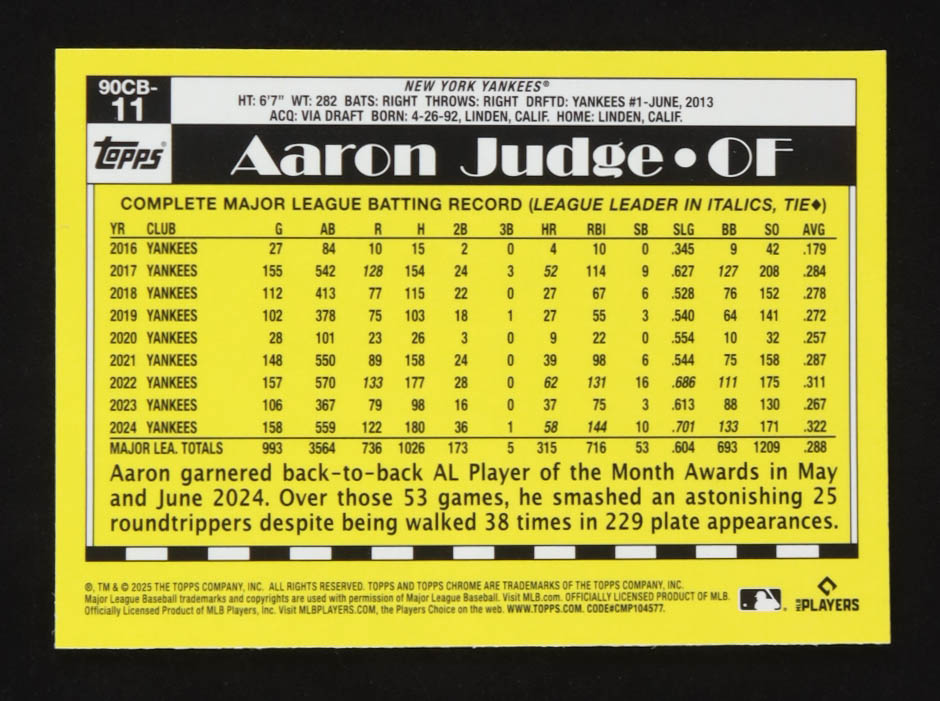 90CB-
11
NEW YORK YANKEES®
HT: 6'7" WT: 282 BATS: RIGHT THROWS: RIGHT DRFTD: YANKEES #1-JUNE, 2013
ACQ: VIA DRAFT BORN: 4-26-92, LINDEN, CALIF. HOME: LINDEN, CALIF.
Topps®
Aaron Judge • OF
COMPLETE MAJOR LEAGUE BATTING RECORD (LEAGUE LEADER IN ITALICS, TIE◆)
YR CLUB G AB R H 2B 3B HR RBI SB SLG BB SO AVG
2016 YANKEES 27 84 10 15 2 0 4 10 0 .345 9 42 .179
2017 YANKEES 155 542 128 154 24 3 52 114 9 .627 127 208 .284
2018 YANKEES 112 413 77 115 22 0 27 67 6 .528 76 152 .278
2019 YANKEES 102 378 75 103 18 1 27 55 3 .540 64 141 .272
2020 YANKEES 28 101 23 26 3 0 9 22 0 .554 10 32 .257
2021 YANKEES 148 550 89 158 24 0 39 98 6 .544 75 158 .287
2022 YANKEES 157 570 133 177 28 0 62 131 16 .686 111 175 .311
2023 YANKEES 106 367 79 98 16 0 37 75 3 .613 88 130 .267
2024 YANKEES 158 559 122 180 36 1 58 144 10 .701 133 171 .322
MAJOR LEA. TOTALS 993 3564 736 1026 173 5 315 716 53 .604 693 1209 .288
Aaron garnered back-to-back AL Player of the Month Awards in May
and June 2024. Over those 53 games, he smashed an astonishing 25
roundtrippers despite being walked 38 times in 229 plate appearances.
®, TM & © 2025 THE TOPPS COMPANY, INC. ALL RIGHTS RESERVED. TOPPS AND TOPPS CHROME ARE TRADEMARKS OF THE TOPPS COMPANY, INC.
Major League Baseball trademarks and copyrights are used with permission of Major League Baseball. Visit MLB.com. OFFICIALLY LICENSED PRODUCT OF MLB
Officially Licensed Product of MLB Players, Inc. Visit MLBPLAYERS.COM, the Players Choice on the web. WWW.TOPPS.COM. CODE#CMP104577.
MLB PLAYERS